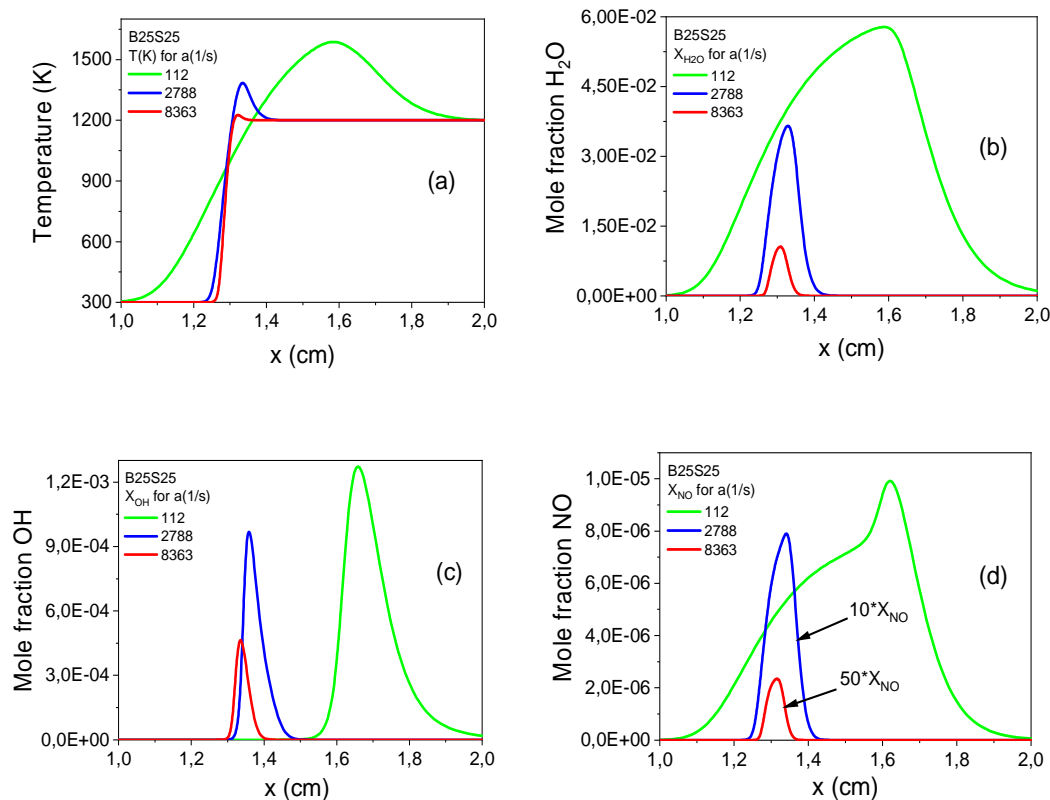 B25S25
T(K) for a(1/s)
112
2788
8363
1500
1200
900
600
300
Temperature (K)
(a)
1,0 1,2 1,4 1,6 1,8 2,0
x (cm)
B25S25
X_H2O for a(1/s)
112
2788
8363
6,00E-02
4,50E-02
3,00E-02
1,50E-02
0,00E+00
Mole fraction H₂O
(b)
1,0 1,2 1,4 1,6 1,8 2,0
x (cm)
B25S25
X_OH for a(1/s)
112
2788
8363
1,2E-03
9,0E-04
6,0E-04
3,0E-04
0,0E+00
Mole fraction OH
(c)
1,0 1,2 1,4 1,6 1,8 2,0
x (cm)
B25S25
X_NO for a(1/s)
112
2788
8363
1,0E-05
8,0E-06
6,0E-06
4,0E-06
2,0E-06
0,0E+00
Mole fraction NO
(d)
10*X_NO
50*X_NO
1,0 1,2 1,4 1,6 1,8 2,0
x (cm)